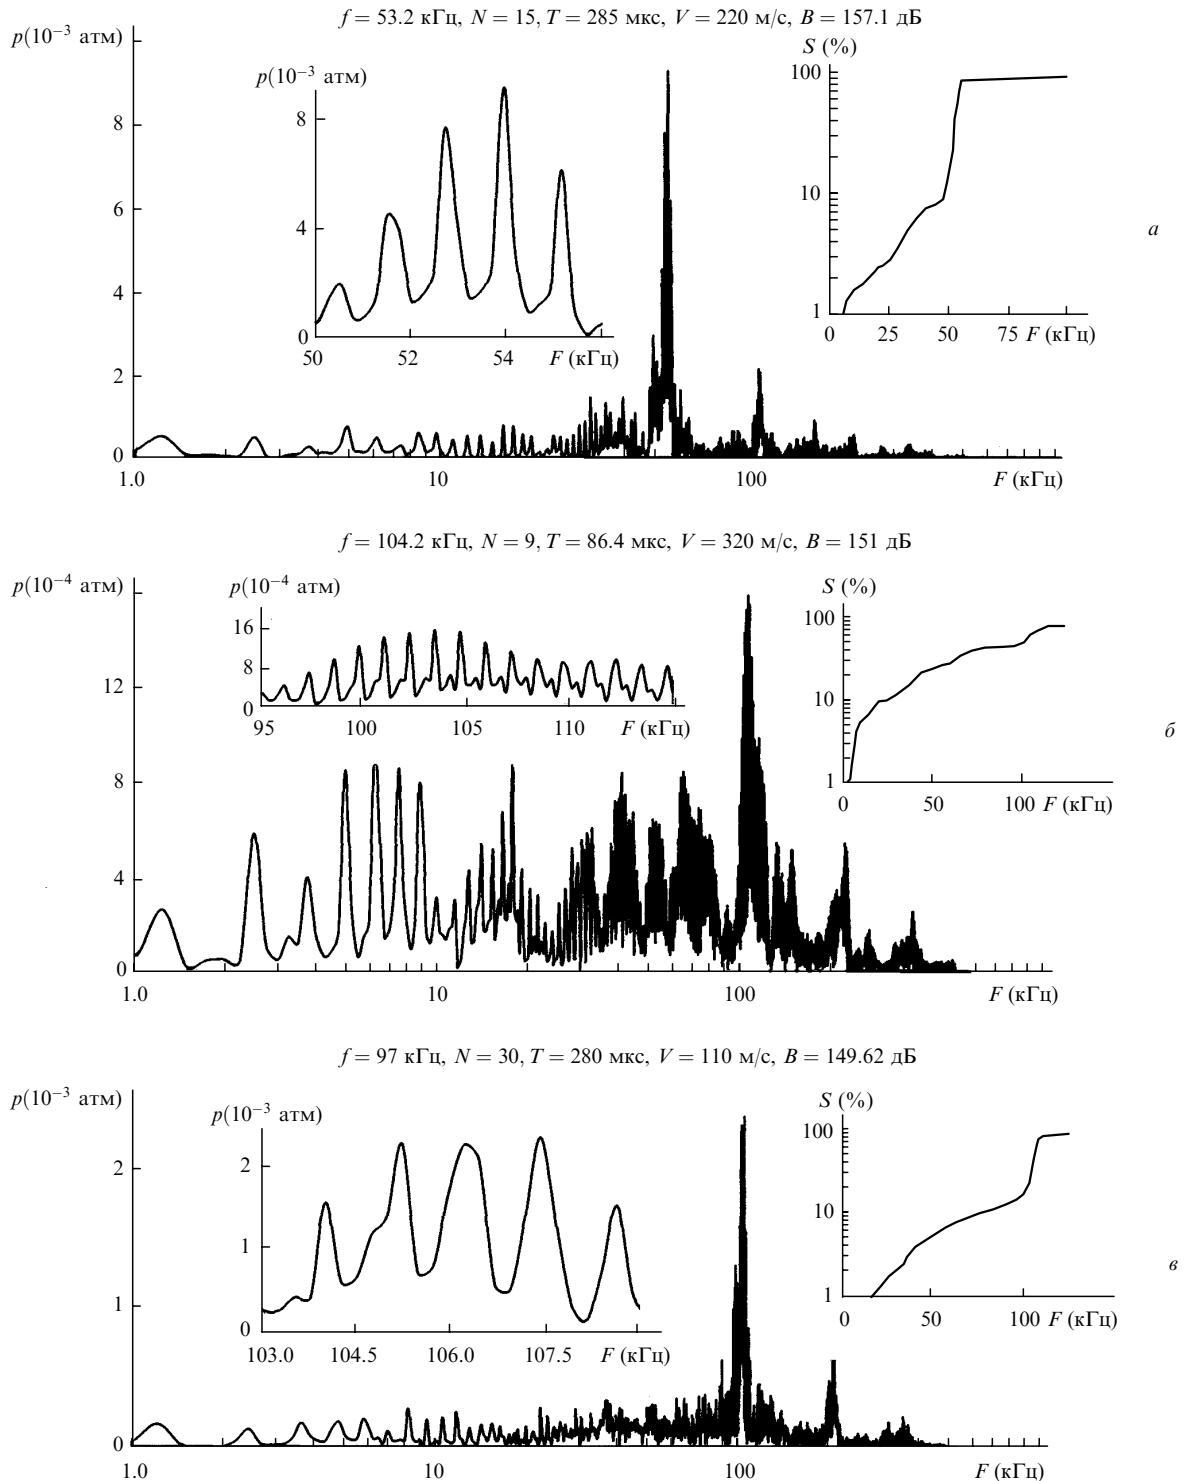 f = 53.2 кГц, N = 15, T = 285 мкс, V = 220 м/с, B = 157.1 дБ
p(10⁻³ атм)
8
6
4
2
0
1.0
10
100
F (кГц)
p(10⁻³ атм)
8
4
0
50
52
54
F (кГц)
S (%)
100
10
1
0
25
50
75
F (кГц)
а
f = 104.2 кГц, N = 9, T = 86.4 мкс, V = 320 м/с, B = 151 дБ
p(10⁻⁴ атм)
12
8
4
0
1.0
10
100
F (кГц)
p(10⁻⁴ атм)
16
8
0
95
100
105
110
F (кГц)
S (%)
100
10
1
0
50
100
F (кГц)
б
f = 97 кГц, N = 30, T = 280 мкс, V = 110 м/с, B = 149.62 дБ
p(10⁻³ атм)
2
1
0
1.0
10
100
F (кГц)
p(10⁻³ атм)
2
1
0
103.0
104.5
106.0
107.5
F (кГц)
S (%)
100
10
1
0
50
100
F (кГц)
в